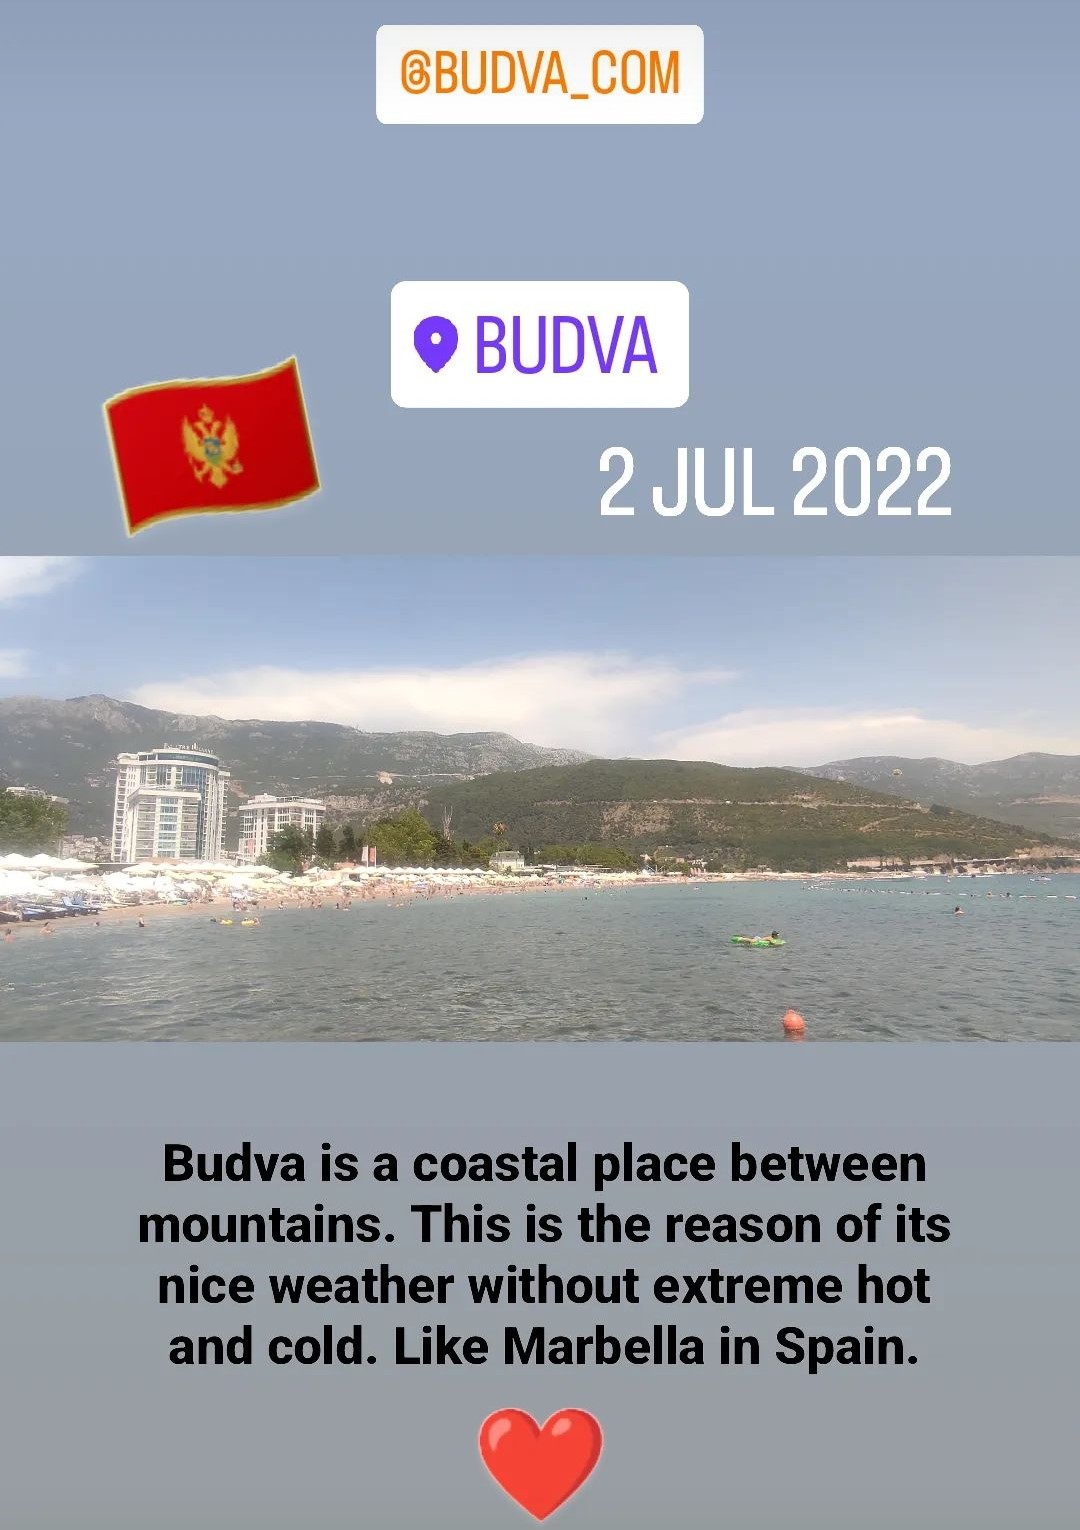 @BUDVA_COM
BUDVA
2 JUL 2022
Budva is a coastal place between
mountains. This is the reason of its
nice weather without extreme hot
and cold. Like Marbella in Spain.